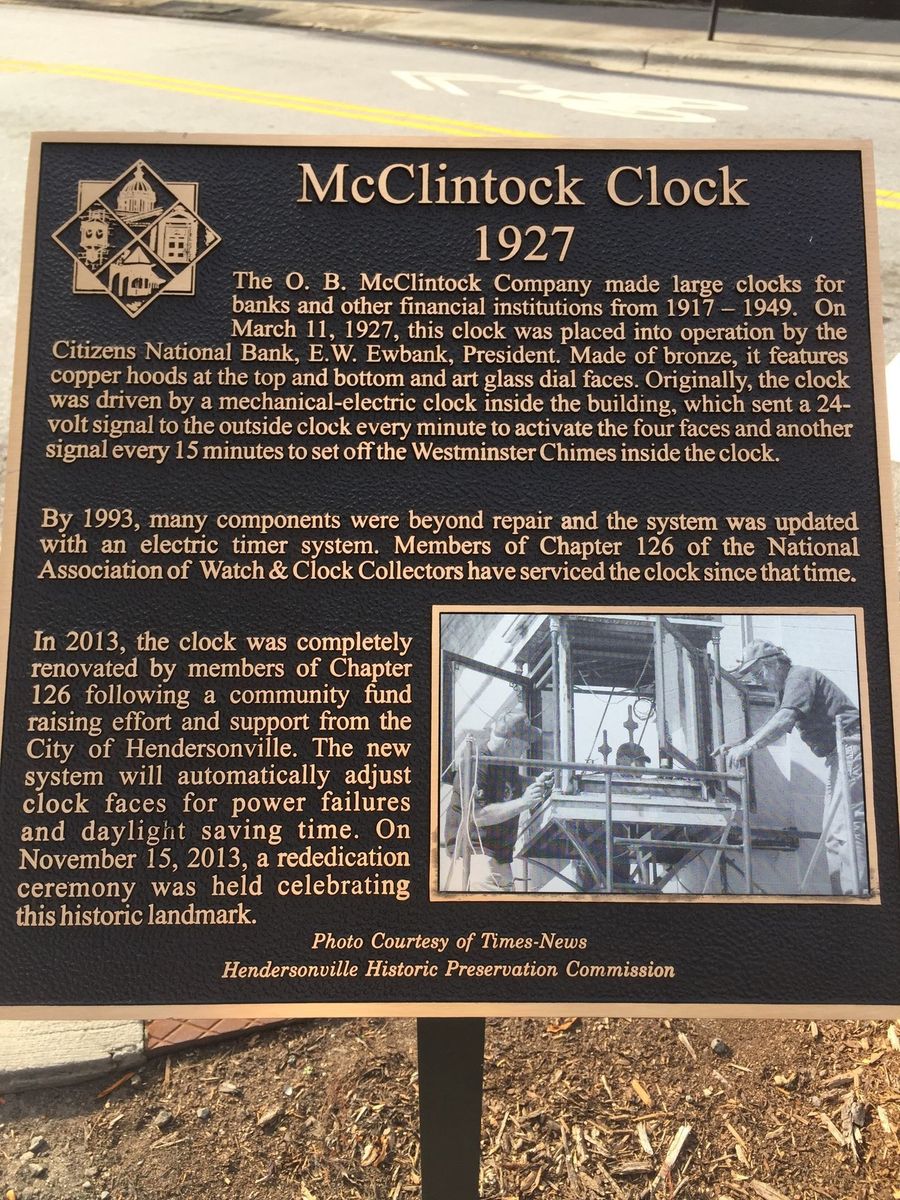 McClintock Clock
1927
The O. B. McClintock Company made large clocks for
banks and other financial institutions from 1917 – 1949. On
March 11, 1927, this clock was placed into operation by the
Citizens National Bank, E.W. Ewbank, President. Made of bronze, it features
copper hoods at the top and bottom and art glass dial faces. Originally, the clock
was driven by a mechanical-electric clock inside the building, which sent a 24-
volt signal to the outside clock every minute to activate the four faces and another
signal every 15 minutes to set off the Westminster Chimes inside the clock.
By 1993, many components were beyond repair and the system was updated
with an electric timer system. Members of Chapter 126 of the National
Association of Watch & Clock Collectors have serviced the clock since that time.
In 2013, the clock was completely
renovated by members of Chapter
126 following a community fund
raising effort and support from the
City of Hendersonville. The new
system will automatically adjust
clock faces for power failures
and daylight saving time. On
November 15, 2013, a rededication
ceremony was held celebrating
this historic landmark.
Photo Courtesy of Times-News
Hendersonville Historic Preservation Commission